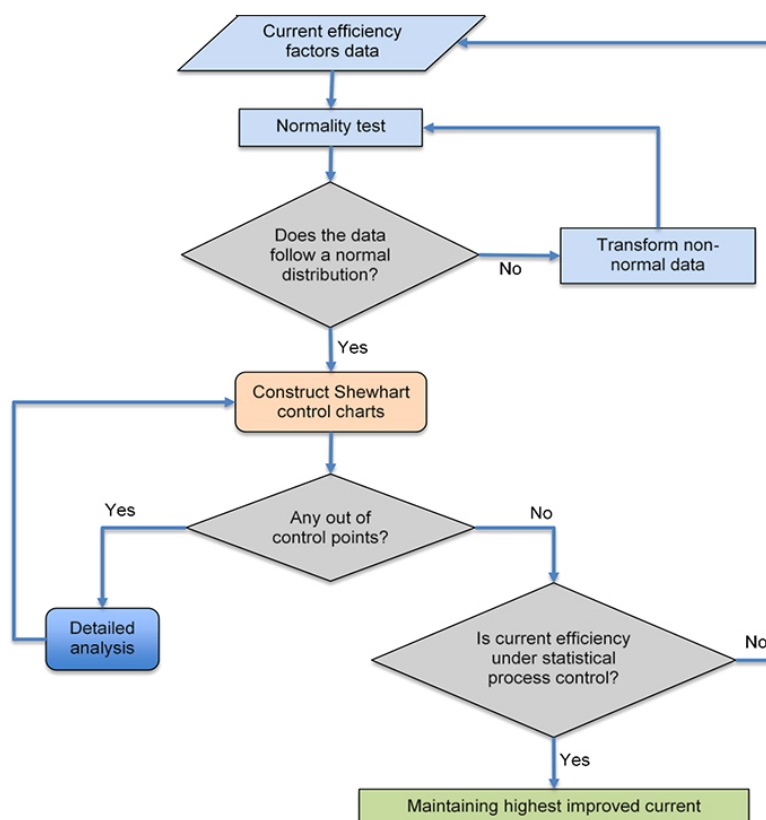 Current efficiency
factors data
Normality test
Does the data
follow a normal
distribution?
No
Transform non-
normal data
Yes
Construct Shewhart
control charts
Yes
Any out of
control points?
No
Detailed
analysis
Is current efficiency
under statistical
process control?
No
Yes
Maintaining highest improved current